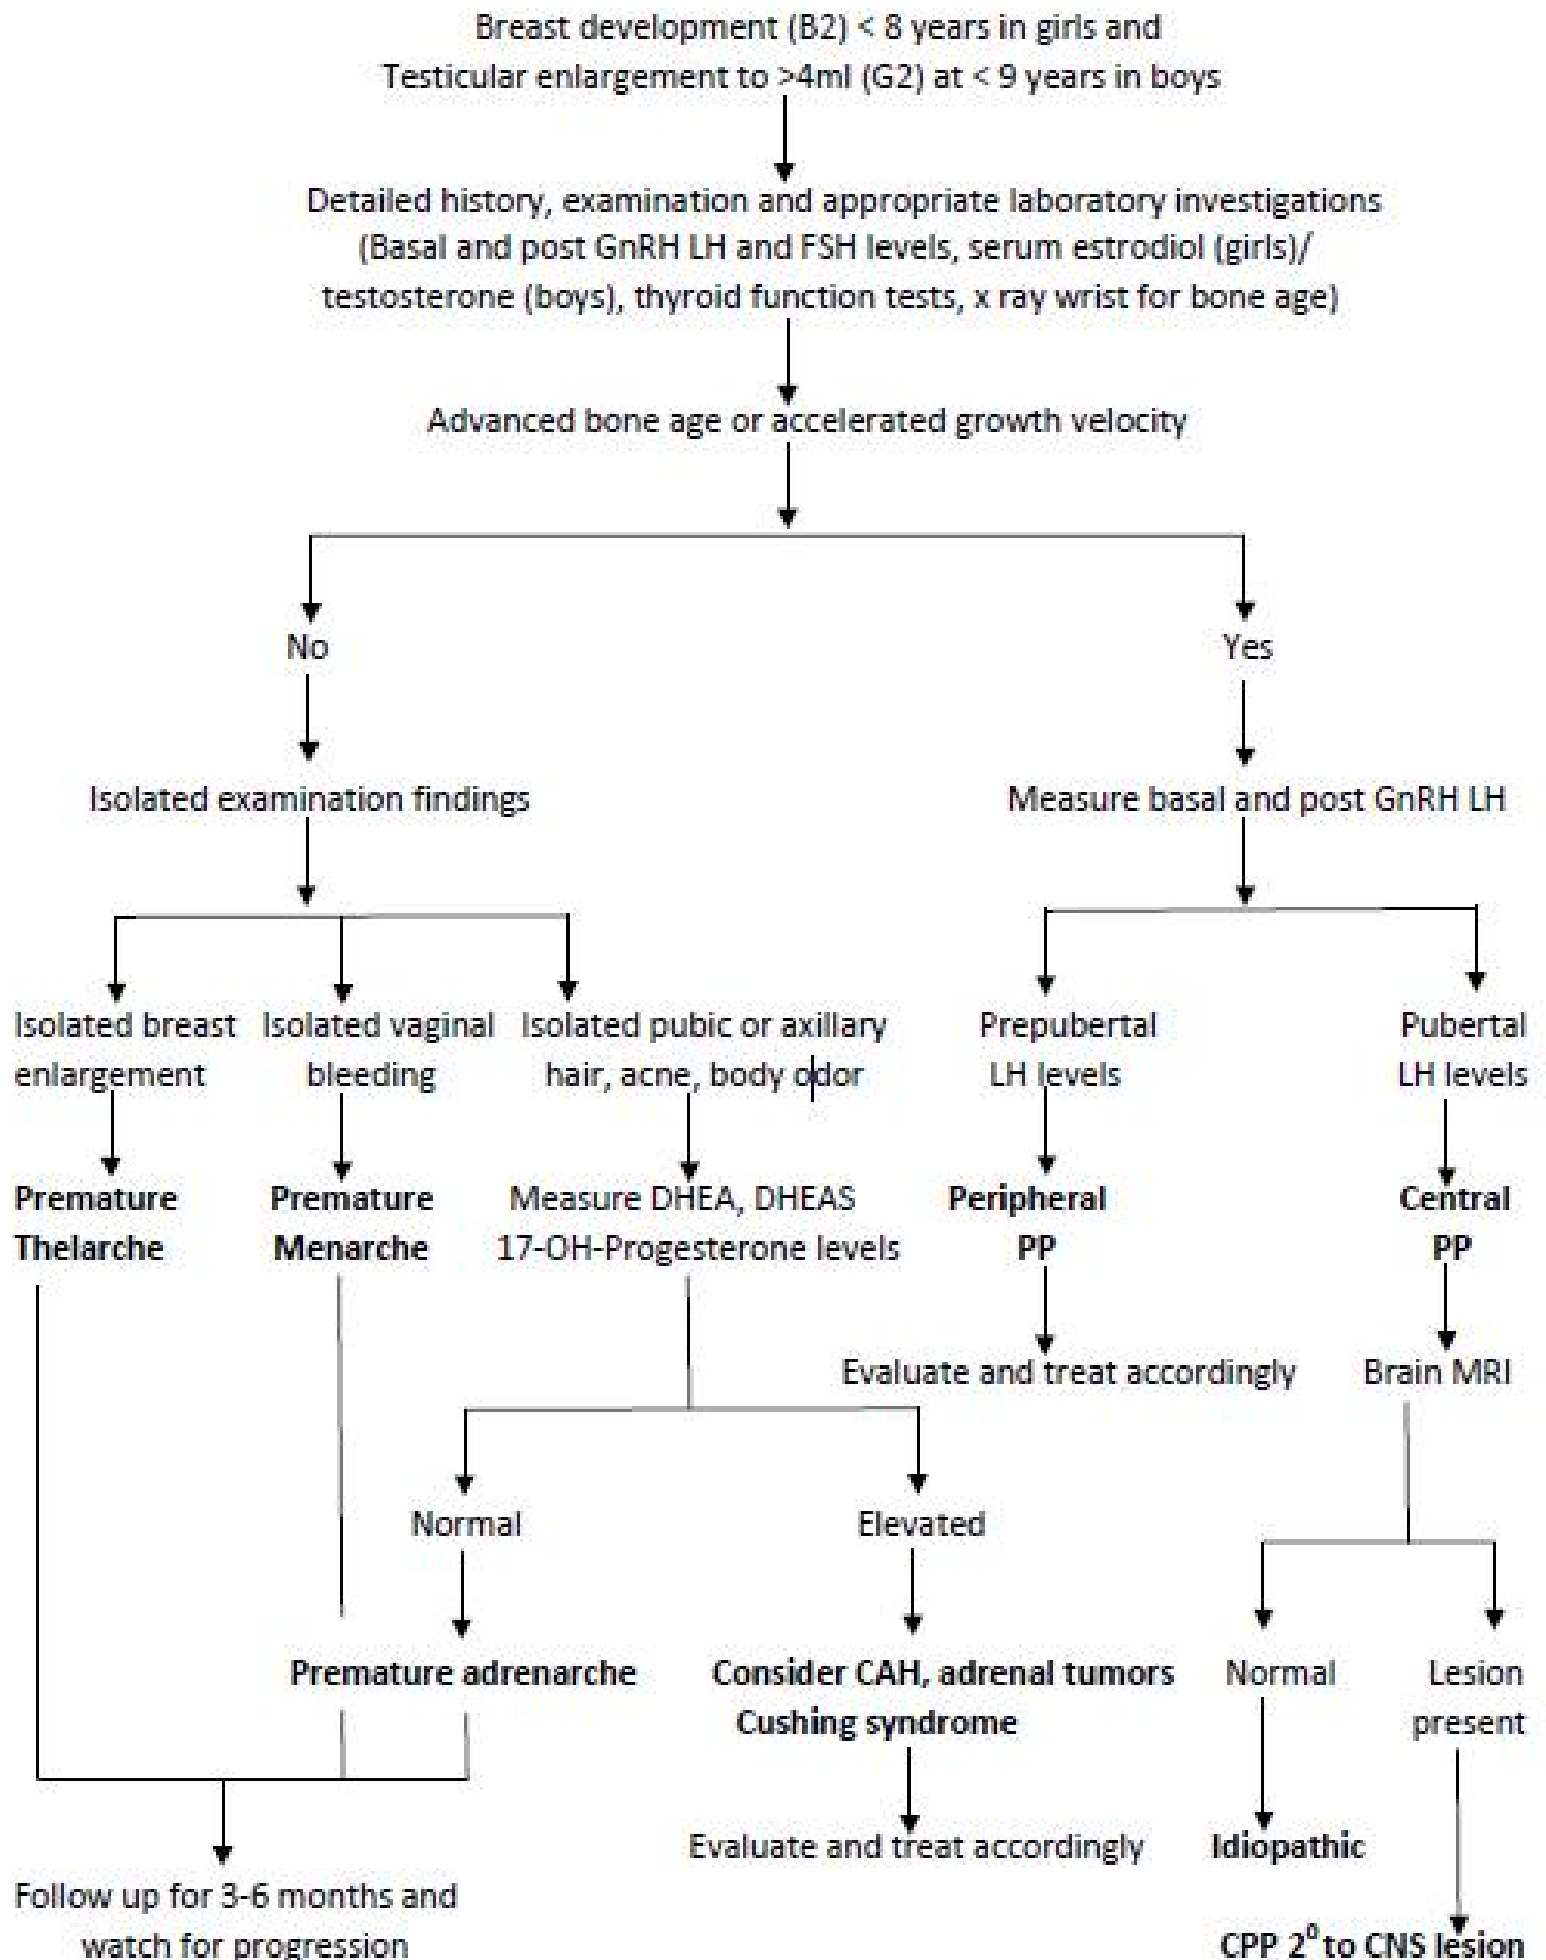 Breast development (B2) < 8 years in girls and
Testicular enlargement to >4ml (G2) at < 9 years in boys
Detailed history, examination and appropriate laboratory investigations
(Basal and post GnRH LH and FSH levels, serum estrodiol (girls)/
testosterone (boys), thyroid function tests, x ray wrist for bone age)
Advanced bone age or accelerated growth velocity
No
Yes
Isolated examination findings
Measure basal and post GnRH LH
Isolated breast
enlargement
Isolated vaginal
bleeding
Isolated pubic or axillary
hair, acne, body odor
Prepubertal
LH levels
Pubertal
LH levels
Premature
Thelarche
Premature
Menarche
Measure DHEA, DHEAS
17-OH-Progesterone levels
Peripheral
PP
Central
PP
Evaluate and treat accordingly
Brain MRI
Normal
Elevated
Premature adrenarche
Consider CAH, adrenal tumors
Cushing syndrome
Normal
Lesion
present
Evaluate and treat accordingly
Idiopathic
Follow up for 3-6 months and
watch for progression
CPP 2⁰ to CNS lesion